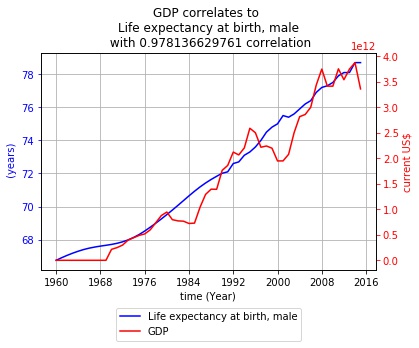 GDP correlates to
Life expectancy at birth, male
with 0.978136629761 correlation
1e12
78
76
74
72
70
68
(years)
4.0
3.5
3.0
2.5
2.0
1.5
1.0
0.5
0.0
current US$
1960 1968 1976 1984 1992 2000 2008 2016
time (Year)
Life expectancy at birth, male
GDP